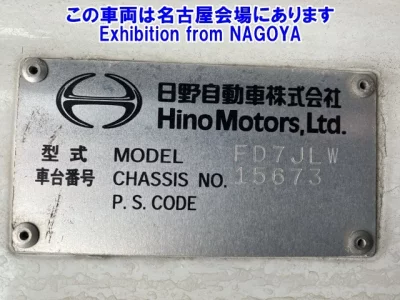 この車両は名古屋会場にあります
Exhibition from NAGOYA
日野自動車株式会社
Hino Motors, Ltd.
型式 MODEL FD7JLW
車台番号 CHASSIS NO. 15673
P. S. CODE